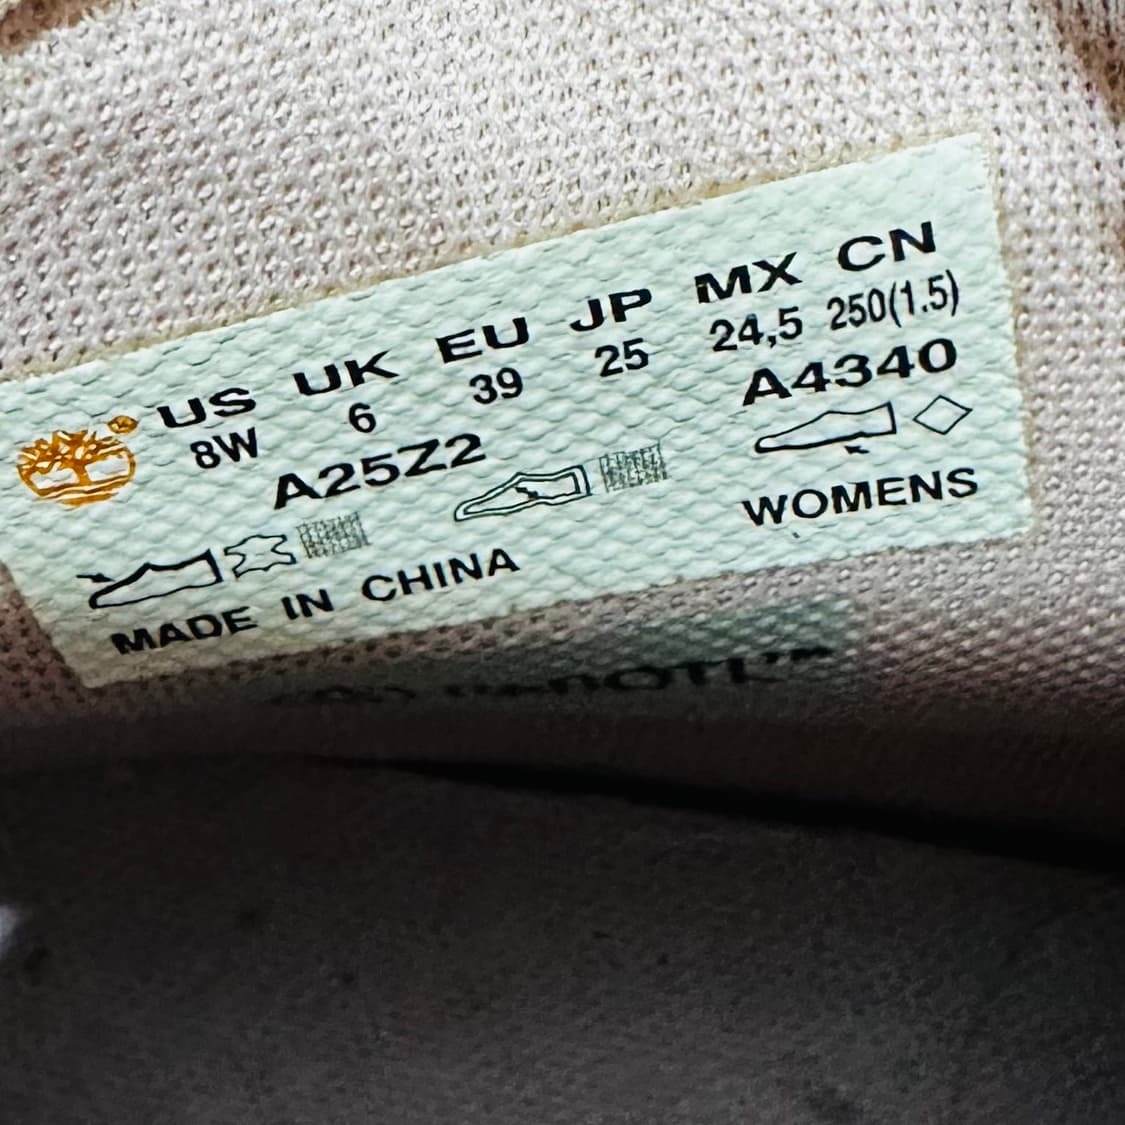 US UK EU JP MX CN
8W 6 39 25 24,5 250(1.5)
A25Z2 A4340
WOMENS
MADE IN CHINA